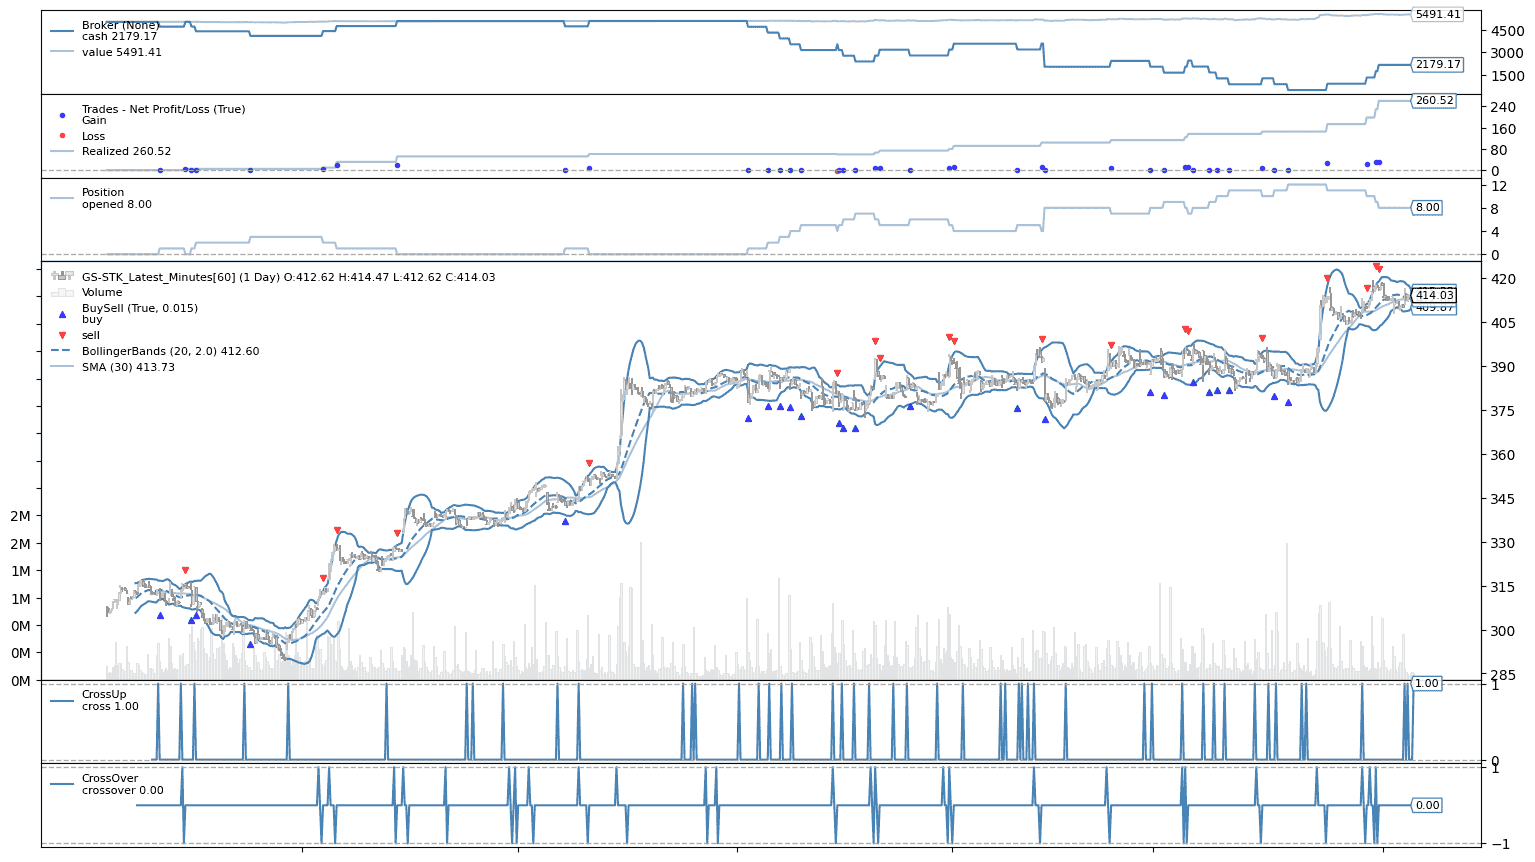 Broker (None)
cash 2179.17
value 5491.41
5491.41
4500
3000
2179.17
1500
Trades - Net Profit/Loss (True)
Gain
Loss
Realized 260.52
260.52
240
160
80
0
Position
opened 8.00
12
8.00
8
4
0
GS-STK_Latest_Minutes[60] (1 Day) O:412.62 H:414.47 L:412.62 C:414.03
Volume
BuySell (True, 0.015)
buy
sell
BollingerBands (20, 2.0) 412.60
SMA (30) 413.73
420
414.03
409.87
405
390
375
360
345
330
315
300
285
2M
2M
1M
1M
0M
0M
0M
CrossUp
cross 1.00
1.00
1
0
CrossOver
crossover 0.00
1
0.00
−1